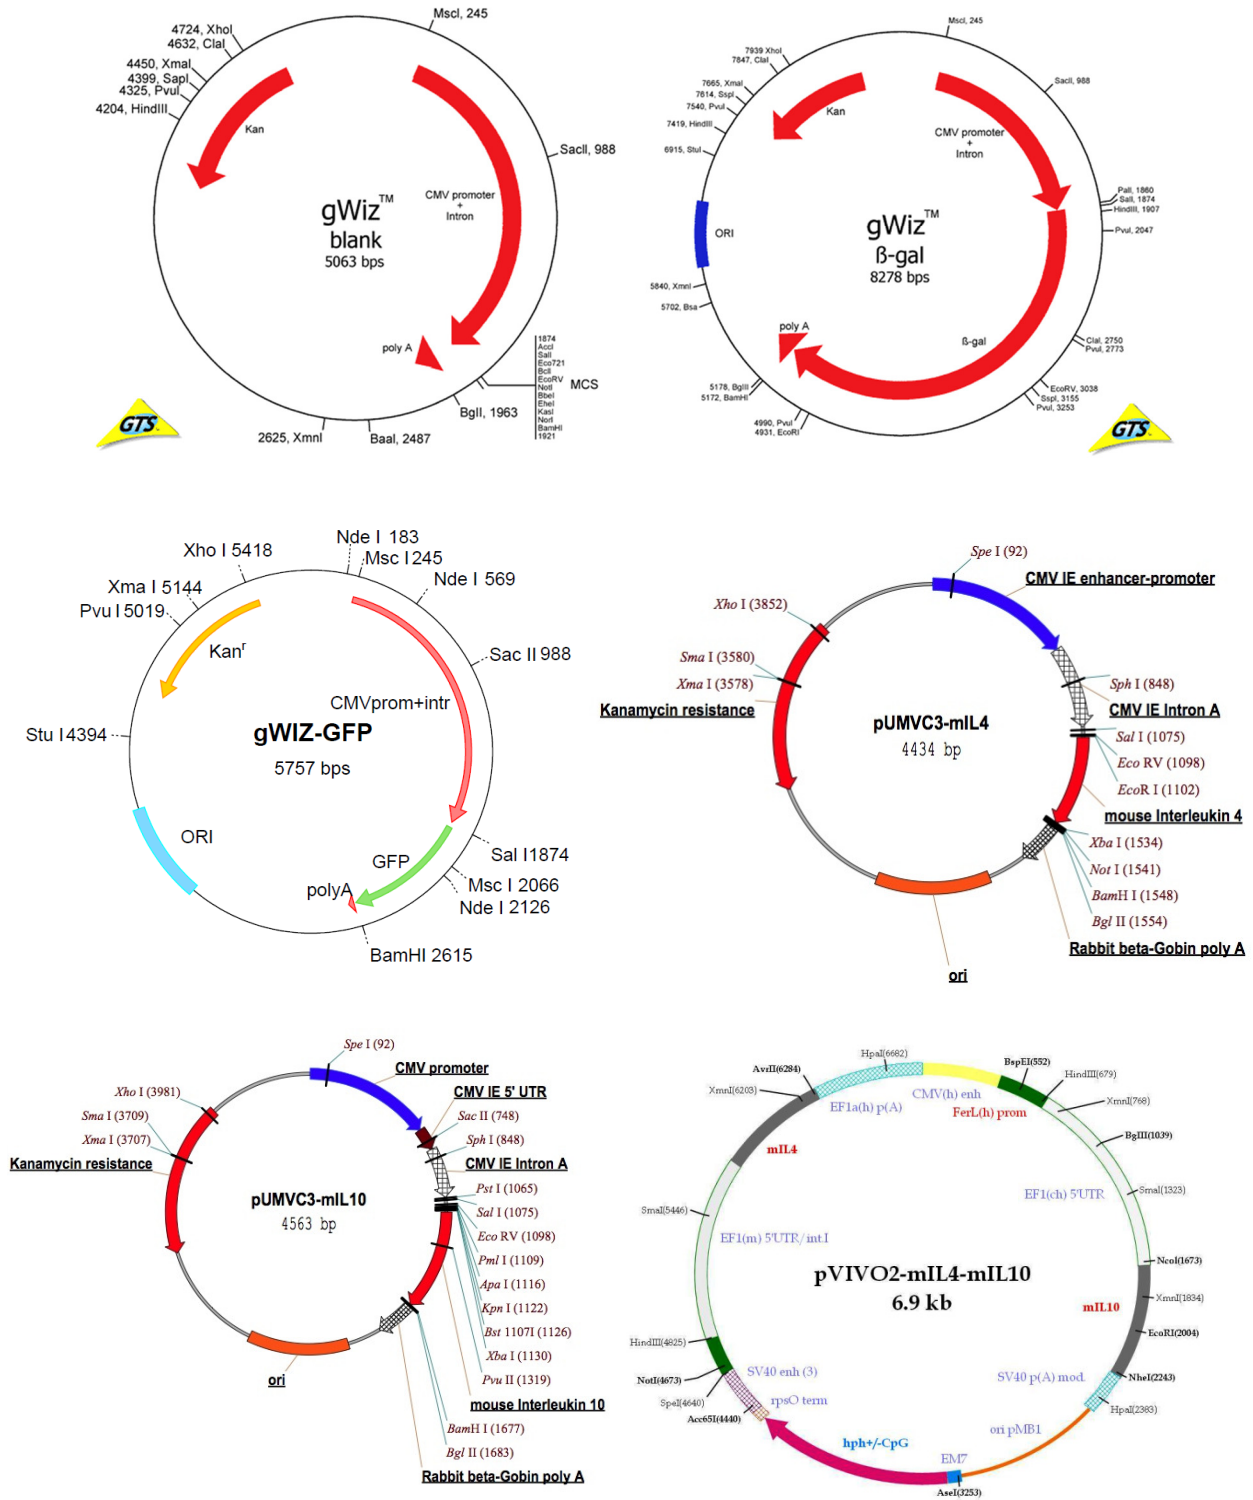 MscI, 245
4724, XhoI
4632, ClaI
4450, XmaI
4399, SapI
4325, PvuI
4204, HindIII
Kan
SacII, 988
CMV promoter
+
Intron
gWiz™
blank
5063 bps
poly A
1874
AccI
SalI
Eco721
BclI
EcoRV
NotI
BbeI
EheI
KasI
NorI
BamHI
1921
MCS
BglI, 1963
BaaI, 2487
2625, XmnI
GTS
MscI, 245
7939 XhoI
7847, ClaI
7665, XmaI
7614, SspI
7540, PvuI
7419, HindIII
6915, StuI
Kan
SacII, 988
CMV promoter
+
Intron
PalI, 1860
SalI, 1874
HindIII, 1907
PvuI, 2047
gWiz™
ß-gal
8278 bps
ORI
5840, XmnI
5702, Bsa
poly A
ß-gal
ClaI, 2750
PvuI, 2773
EcoRV, 3038
SspI, 3155
PvuI, 3253
5178, BglII
5172, BamHI
4990, PvuI
4931, EcoRI
GTS
Nde I 183
Msc I 245
Nde I 569
Xho I 5418
Xma I 5144
Pvu I 5019
Kanr
Sac II 988
CMVprom+intr
gWIZ-GFP
5757 bps
Stu I 4394
ORI
GFP
polyA
Sal I 1874
Msc I 2066
Nde I 2126
BamHI 2615
Spe I (92)
CMV IE enhancer-promoter
Xho I (3852)
Sma I (3580)
Xma I (3578)
Kanamycin resistance
Sph I (848)
CMV IE Intron A
pUMVC3-mIL4
4434 bp
Sal I (1075)
Eco RV (1098)
EcoR I (1102)
mouse Interleukin 4
Xba I (1534)
Not I (1541)
BamH I (1548)
Bgl II (1554)
Rabbit beta-Gobin poly A
ori
Spe I (92)
CMV promoter
CMV IE 5' UTR
Xho I (3981)
Sma I (3709)
Xma I (3707)
Kanamycin resistance
Sac II (748)
Sph I (848)
CMV IE Intron A
Pst I (1065)
pUMVC3-mIL10
4563 bp
Sal I (1075)
Eco RV (1098)
Pml I (1109)
Apa I (1116)
Kpn I (1122)
Bst 1107I (1126)
Xba I (1130)
Pvu II (1319)
mouse Interleukin 10
BamH I (1677)
Bgl II (1683)
Rabbit beta-Gobin poly A
ori
HpaI(6682)
AvrII(6284)
XmnI(6203)
EF1a(h) p(A)
CMV(h) enh
FerL(h) prom
BspEI(552)
HindIII(679)
XmnI(768)
BgIII(1039)
mIL4
SmaI(1323)
EF1(ch) 5'UTR
SmaI(5446)
EF1(m) 5'UTR/int.I
NcoI(1673)
pVIVO2-mIL4-mIL10
6.9 kb
XmnI(1834)
mIL10
EcoRI(2004)
HindIII(4825)
NotI(4673)
SpeI(4640)
Acc65I(4440)
SV40 enh (3)
rpsO term
SV40 p(A) mod.
NheI(2243)
HpaI(2383)
ori pMB1
hph+/-CpG
EM7
AseI(3253)